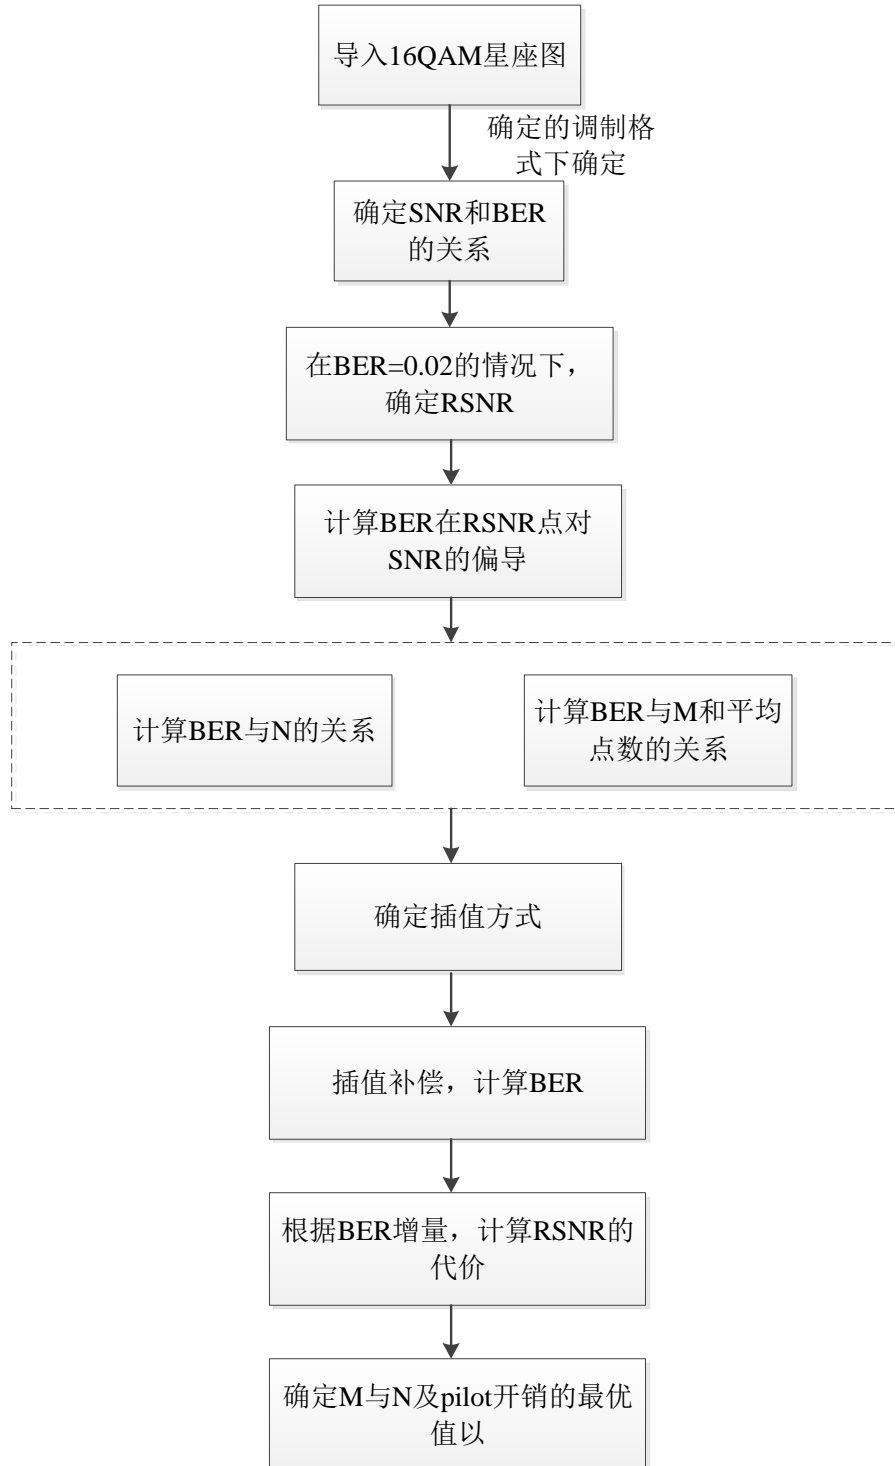 导入16QAM星座图
确定的调制格
式下确定
确定SNR和BER
的关系
在BER=0.02的情况下，
确定RSNR
计算BER在RSNR点对
SNR的偏导
计算BER与N的关系
计算BER与M和平均
点数的关系
确定插值方式
插值补偿，计算BER
根据BER增量，计算RSNR的
代价
确定M与N及pilot开销的最优
值以